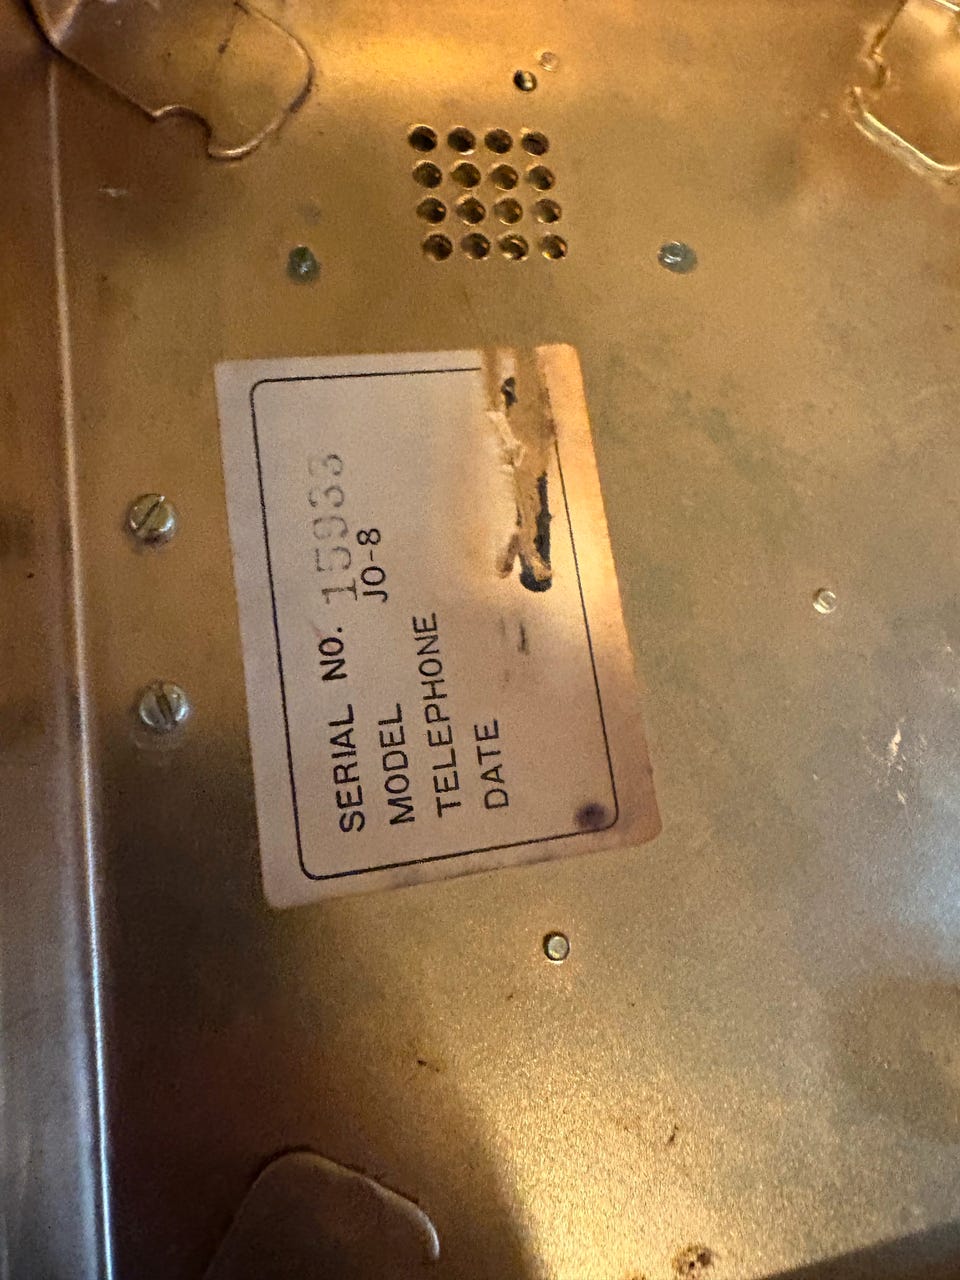 SERIAL NO. 15933
MODEL JO-8
TELEPHONE
DATE